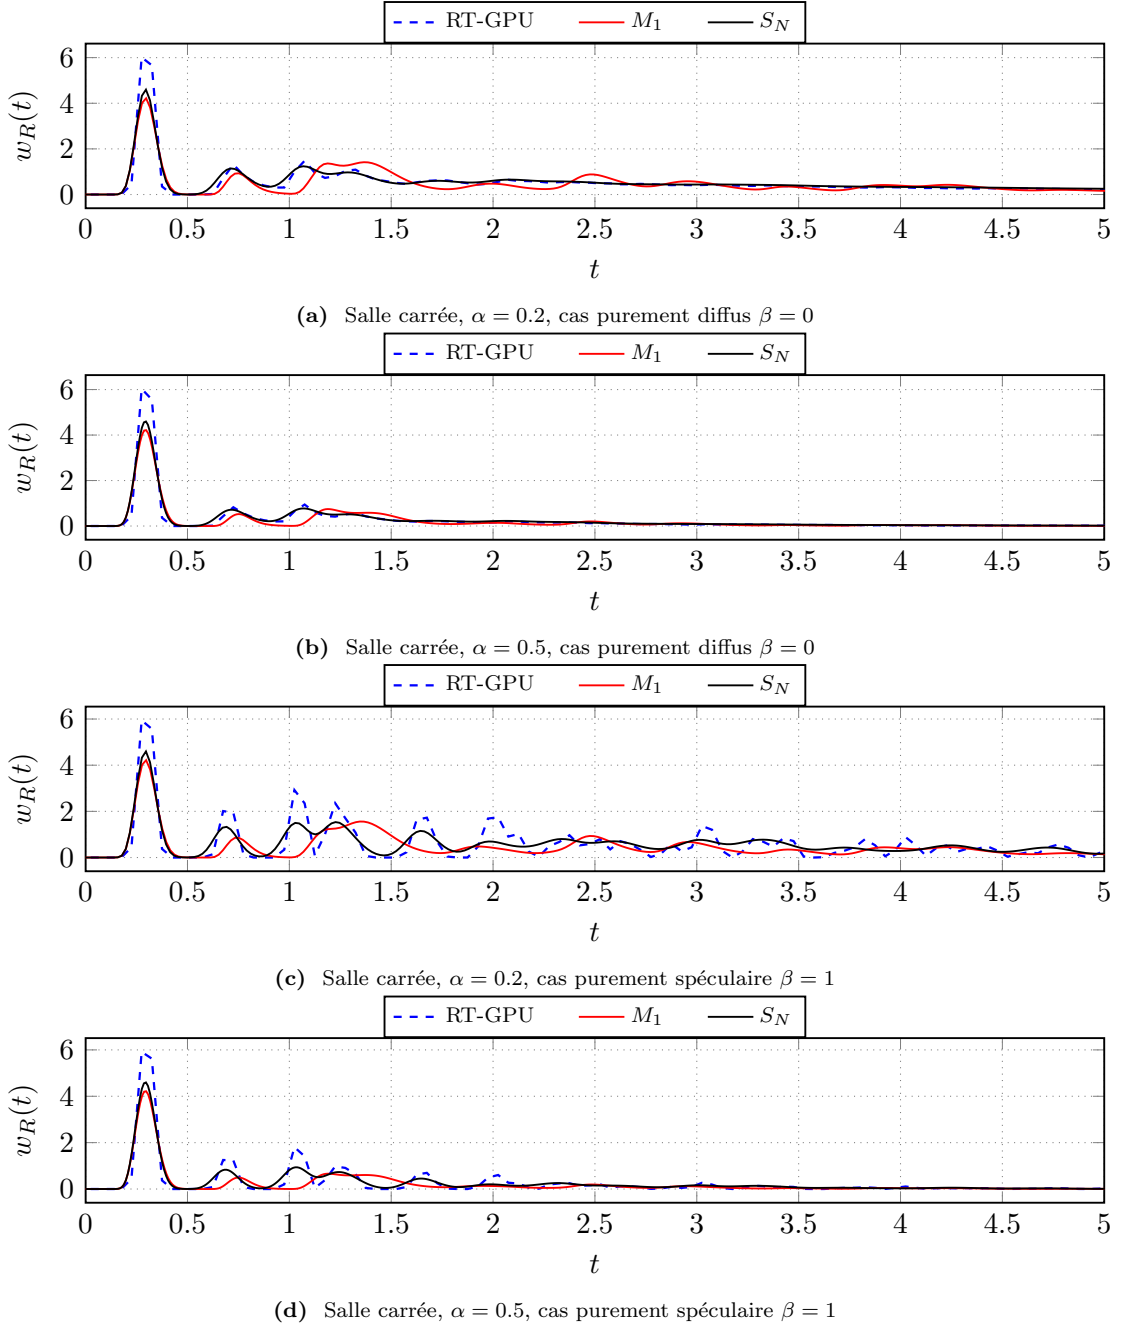 RT-GPU M₁ S_N
w_R(t)
6
4
2
0
0 0.5 1 1.5 2 2.5 3 3.5 4 4.5 5
t
(a) Salle carrée, α = 0.2, cas purement diffus β = 0
RT-GPU M₁ S_N
w_R(t)
6
4
2
0
0 0.5 1 1.5 2 2.5 3 3.5 4 4.5 5
t
(b) Salle carrée, α = 0.5, cas purement diffus β = 0
RT-GPU M₁ S_N
w_R(t)
6
4
2
0
0 0.5 1 1.5 2 2.5 3 3.5 4 4.5 5
t
(c) Salle carrée, α = 0.2, cas purement spéculaire β = 1
RT-GPU M₁ S_N
w_R(t)
6
4
2
0
0 0.5 1 1.5 2 2.5 3 3.5 4 4.5 5
t
(d) Salle carrée, α = 0.5, cas purement spéculaire β = 1